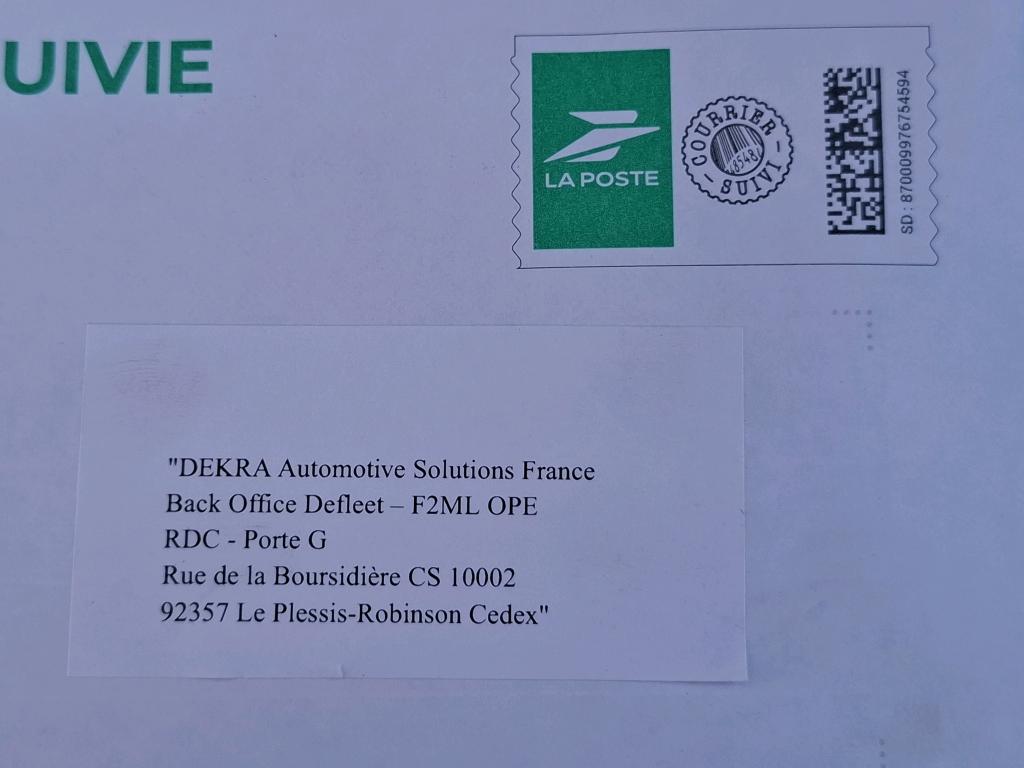 UIVIE
LA POSTE
COURRIER
- SUIVI -
SD : 870009976754594
"DEKRA Automotive Solutions France
Back Office Defleet – F2ML OPE
RDC - Porte G
Rue de la Boursidière CS 10002
92357 Le Plessis-Robinson Cedex"